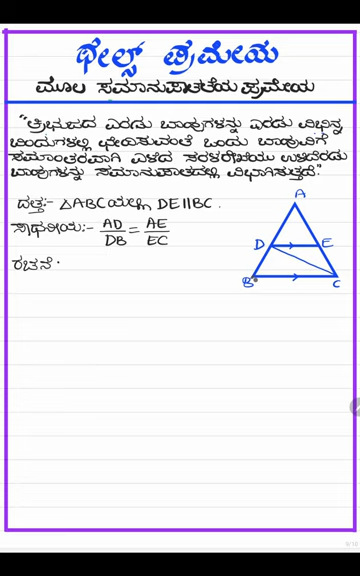 ಥೇಲ್ಸ್ ಪ್ರಮೇಯ
ಮೂಲ ಸಮಾನುಪಾತತೆಯ ಪ್ರಮೇಯ
"ತ್ರಿಭುಜದ ಎರಡು ಬಾಹುಗಳನ್ನು ಎರಡು ವಿಭಿನ್ನ
ಬಿಂದುಗಳಲ್ಲಿ ಛೇದಿಸುವಂತೆ ಒಂದು ಬಾಹುವಿಗೆ
ಸಮಾಂತರವಾಗಿ ಎಳೆದ ಸರಳರೇಖೆಯು ಉಳಿದೆರಡು
ಬಾಹುಗಳನ್ನು ಸಮಾನುಪಾತದಲ್ಲಿ ವಿಭಾಗಿಸುತ್ತದೆ."
ದತ್ತ:- △ABC ಯಲ್ಲಿ DE||BC.
ಸಾಧನೀಯ:- AD/DB = AE/EC
ರಚನೆ:
A
D E
B C